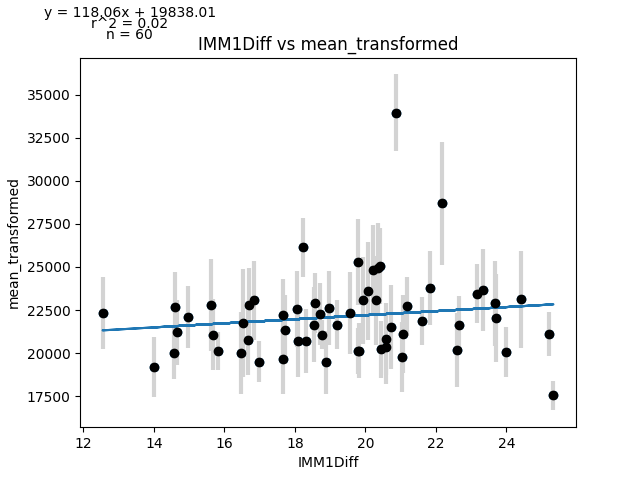 y = 118.06x + 19838.01
r^2 = 0.02
n = 60
IMM1Diff vs mean_transformed
35000
32500
30000
27500
25000
22500
20000
17500
mean_transformed
12 14 16 18 20 22 24
IMM1Diff